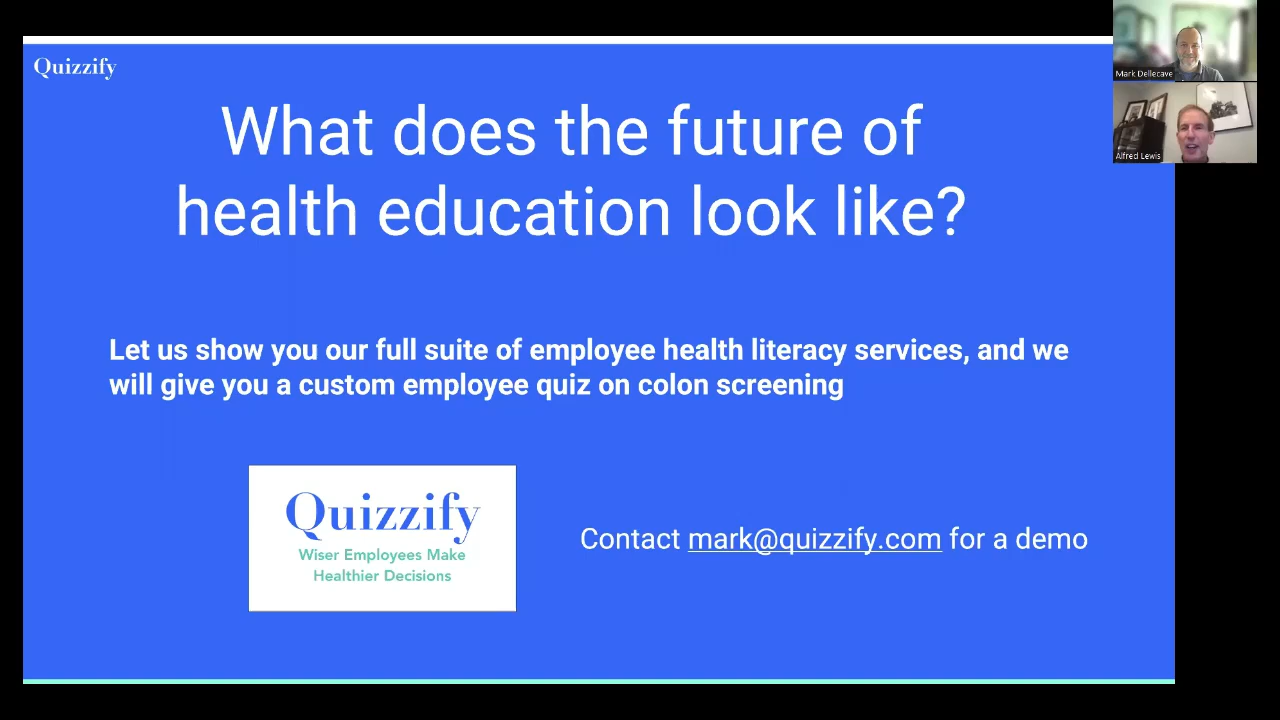 Quizzify
What does the future of
health education look like?
Let us show you our full suite of employee health literacy services, and we
will give you a custom employee quiz on colon screening
Quizzify
Wiser Employees Make
Healthier Decisions
Contact mark@quizzify.com for a demo
Mark Dellecave
Alfred Lewis